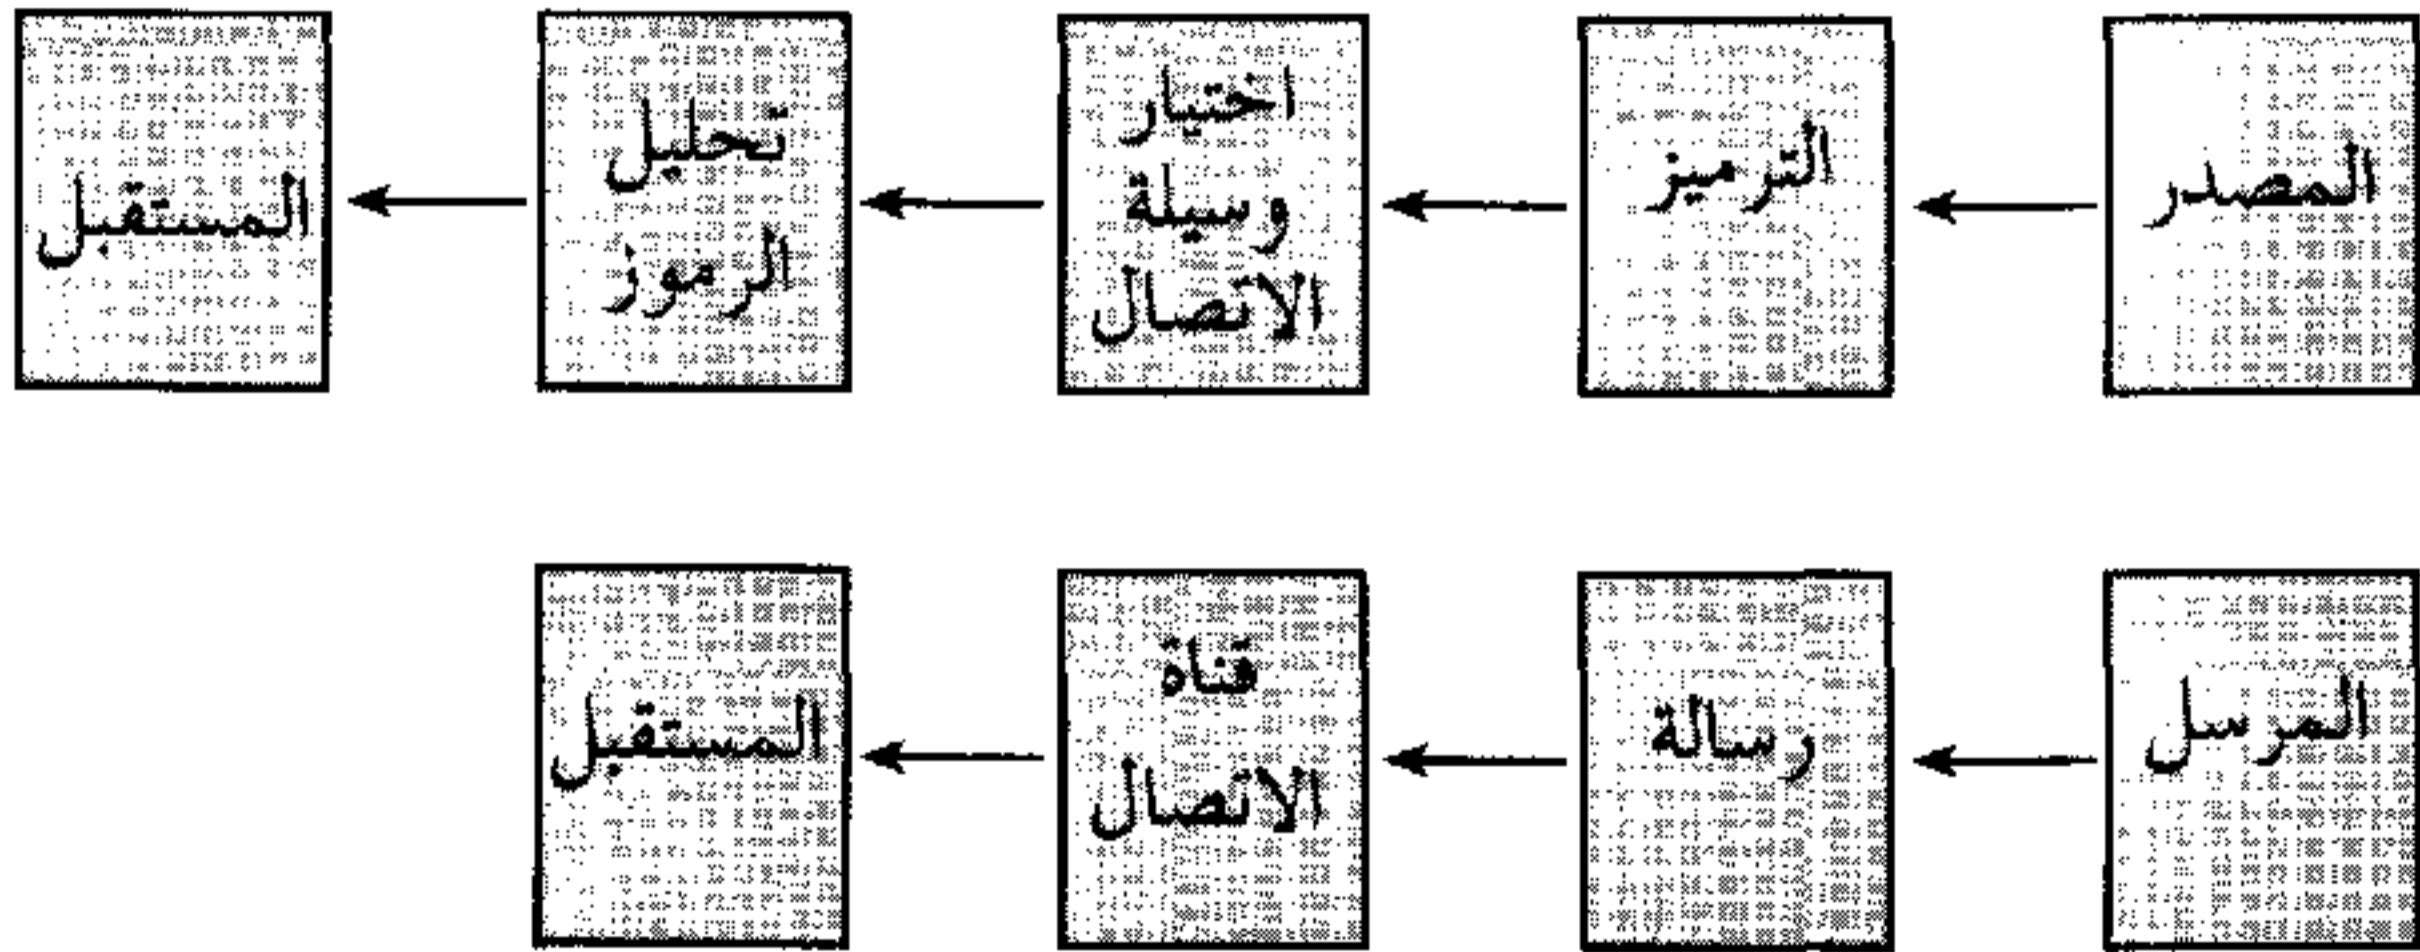 المصدر
الترميز
اختيار
وسيلة
الاتصال
تحليل
الرموز
المستقبل
المرسل
رسالة
قناة
الاتصال
المستقبل